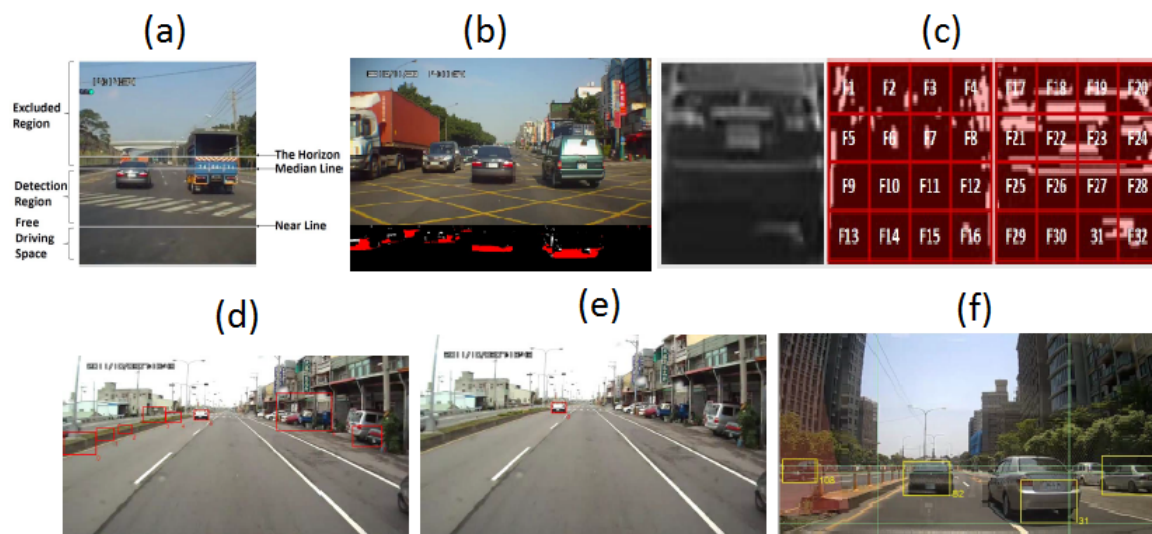 (a)
(b)
(c)
Excluded
Region
The Horizon
Median Line
Detection
Region
Free
Driving
Space
Near Line
F1 F2 F3 F4 F17 F18 F19 F20
F5 F6 F7 F8 F21 F22 F23 F24
F9 F10 F11 F12 F25 F26 F27 F28
F13 F14 F15 F16 F29 F30 31 F32
(d)
(e)
(f)
108
82
31